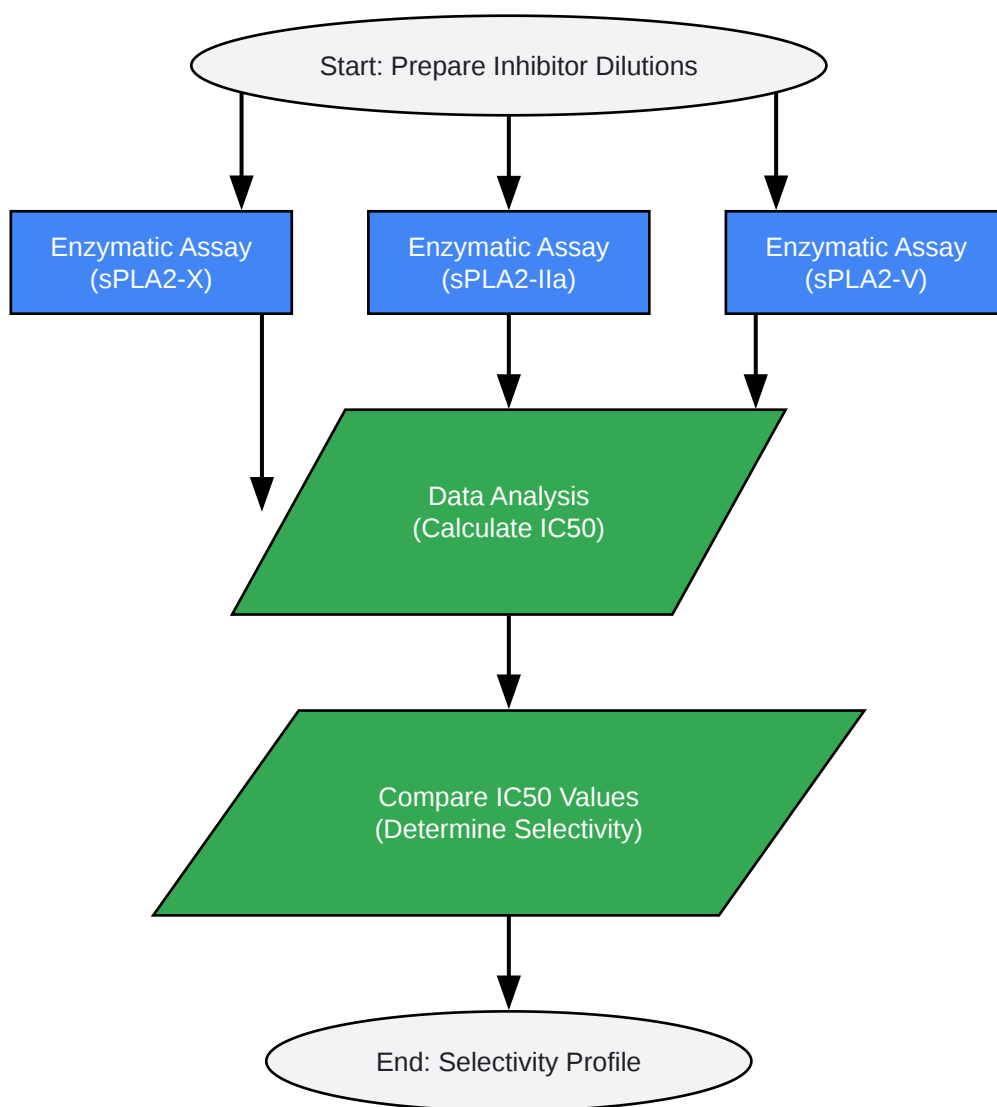 Start: Prepare Inhibitor Dilutions
Enzymatic Assay
(sPLA2-X)
Enzymatic Assay
(sPLA2-IIa)
Enzymatic Assay
(sPLA2-V)
Data Analysis
(Calculate IC50)
Compare IC50 Values
(Determine Selectivity)
End: Selectivity Profile